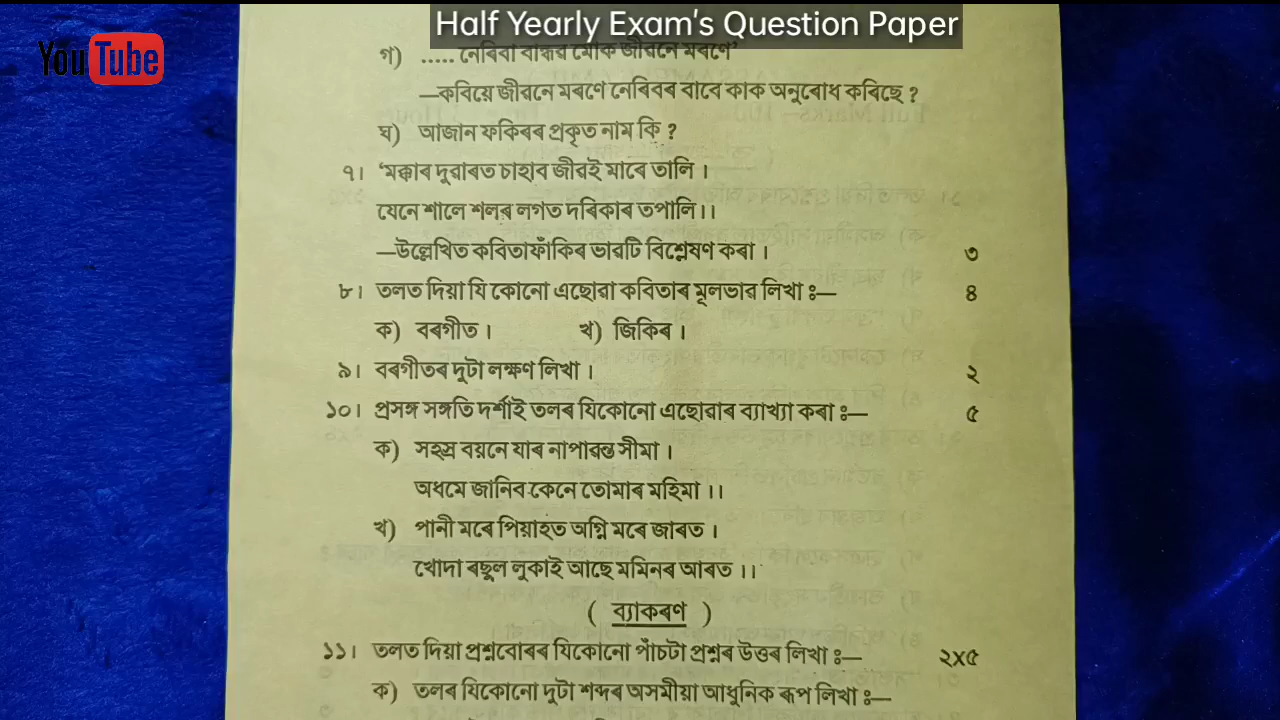 Half Yearly Exam's Question Paper
YouTube
গ) ..... নেৰিবা বান্ধৱ মোক জীৱনে মৰণে’
—কবিয়ে জীৱনে মৰণে নেৰিবৰ বাবে কাক অনুৰোধ কৰিছে ?
ঘ) আজান ফকিৰৰ প্ৰকৃত নাম কি ?
৭। ‘মক্কাৰ দুৱাৰত চাহাব জীৱই মাৰে তালি ।
যেনে শালে শলৰ লগত দৰিকাৰ তপালি।।
—উল্লেখিত কবিতাফাঁকিৰ ভাৱটি বিশ্লেষণ কৰা । ৩
৮। তলত দিয়া যি কোনো এছোৱা কবিতাৰ মূলভাৱ লিখা ঃ— ৪
ক) বৰগীত । খ) জিকিৰ ।
৯। বৰগীতৰ দুটা লক্ষণ লিখা । ২
১০। প্ৰসঙ্গ সঙ্গতি দৰ্শাই তলৰ যিকোনো এছোৱাৰ ব্যাখ্যা কৰা ঃ— ৫
ক) সহস্ৰ বয়নে যাৰ নাপাৱন্ত সীমা ।
অধমে জানিব কেনে তোমাৰ মহিমা ।।
খ) পানী মৰে পিয়াহত অগ্নি মৰে জাৰত ।
খোদা ৰছুল লুকাই আছে মমিনৰ আৰত ।।
( ব্যাকৰণ )
১১। তলত দিয়া প্ৰশ্নবোৰৰ যিকোনো পাঁচটা প্ৰশ্নৰ উত্তৰ লিখা ঃ— ২x৫
ক) তলৰ যিকোনো দুটা শব্দৰ অসমীয়া আধুনিক ৰূপ লিখা ঃ—